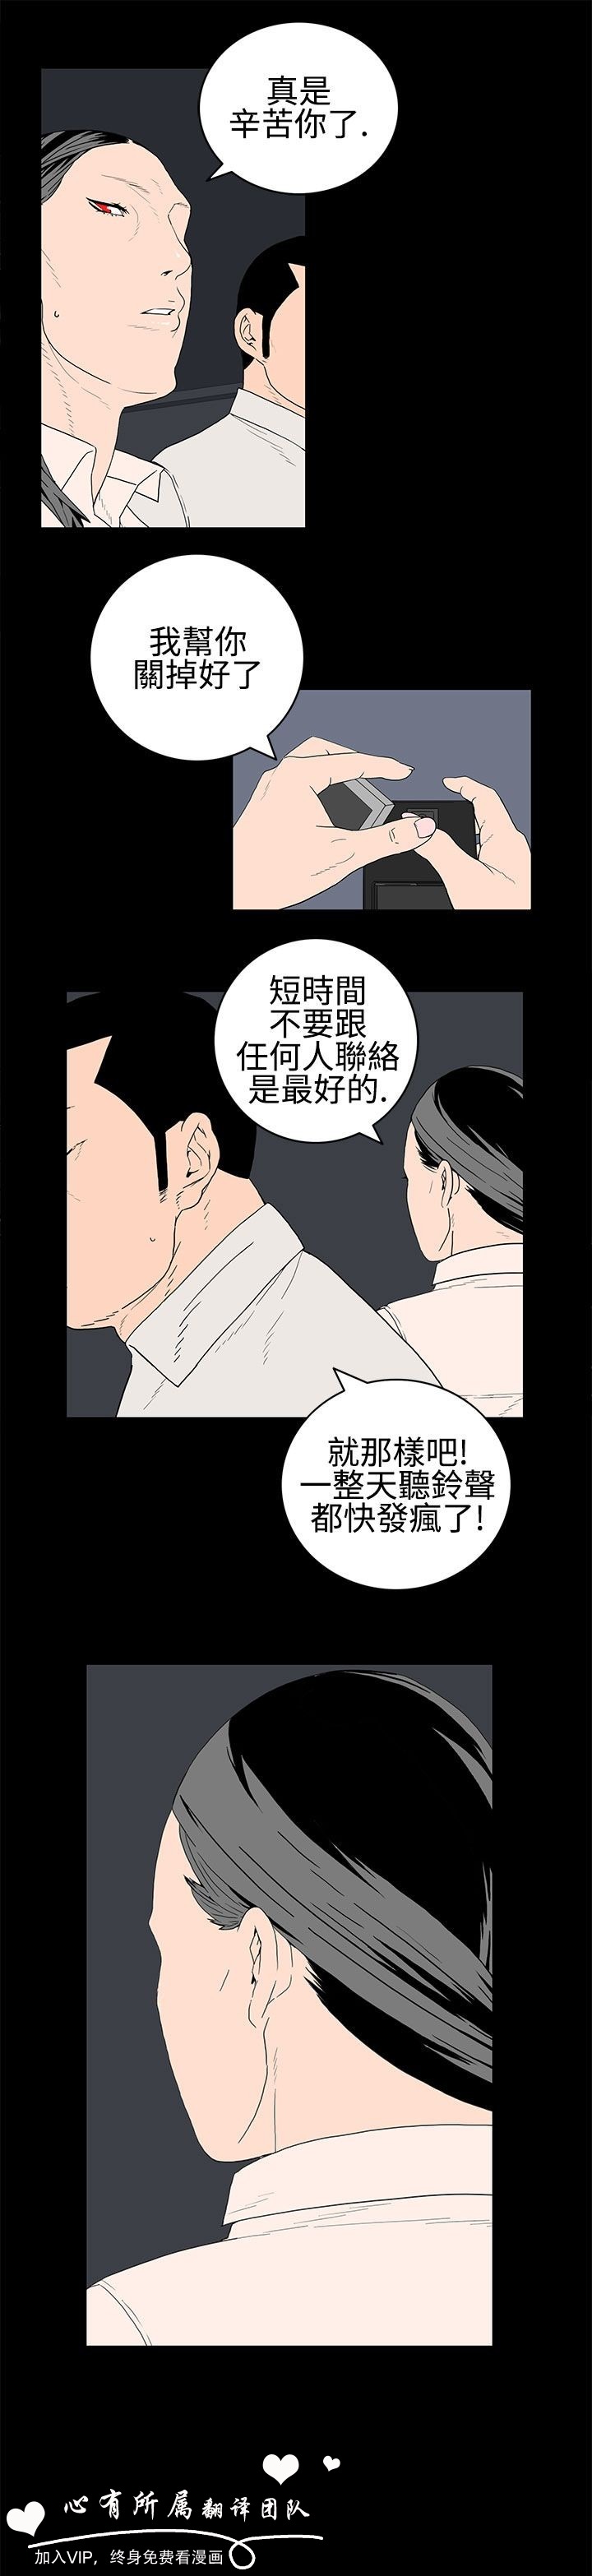 真是
辛苦你了.
我幫你
關掉好了
短時間
不要跟
任何人聯絡
是最好的.
就那樣吧!
一整天聽鈴聲
都快發瘋了!
心有所属翻译团队
加入VIP，终身免费看漫画